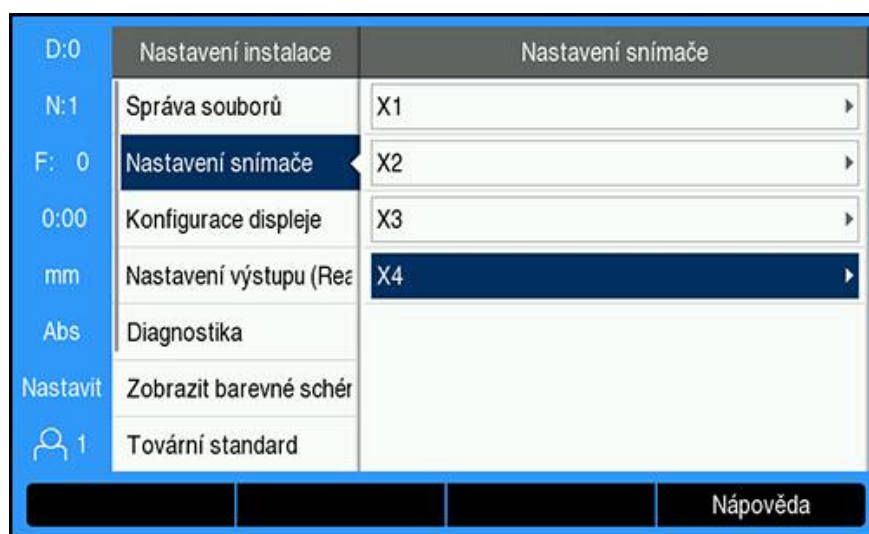 D:0
N:1
F: 0
0:00
mm
Abs
Nastavit
1
Nastavení instalace
Správa souborů
Nastavení snímače
Konfigurace displeje
Nastavení výstupu (Rea
Diagnostika
Zobrazit barevné schér
Tovární standard
Nastavení snímače
X1
X2
X3
X4
Nápověda